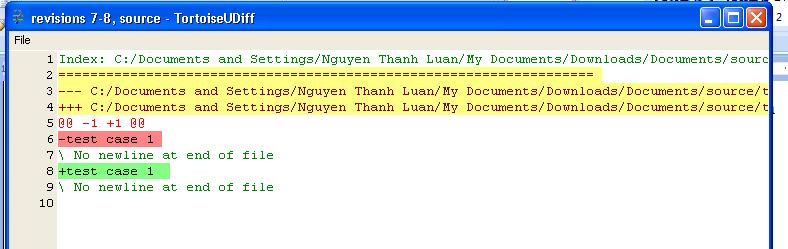 revisions 7-8, source - TortoiseUDiff
2
File
1 Index: C:/Documents and Settings/Nguyen Thanh Luan/My Documents/Downloads/Documents/sourc
2 ===================================================================
3 --- C:/Documents and Settings/Nguyen Thanh Luan/My Documents/Downloads/Documents/source/t
4 +++ C:/Documents and Settings/Nguyen Thanh Luan/My Documents/Downloads/Documents/source/t
5 @@ -1 +1 @@
6 -test case 1
7 \ No newline at end of file
8 +test case 1
9 \ No newline at end of file
10